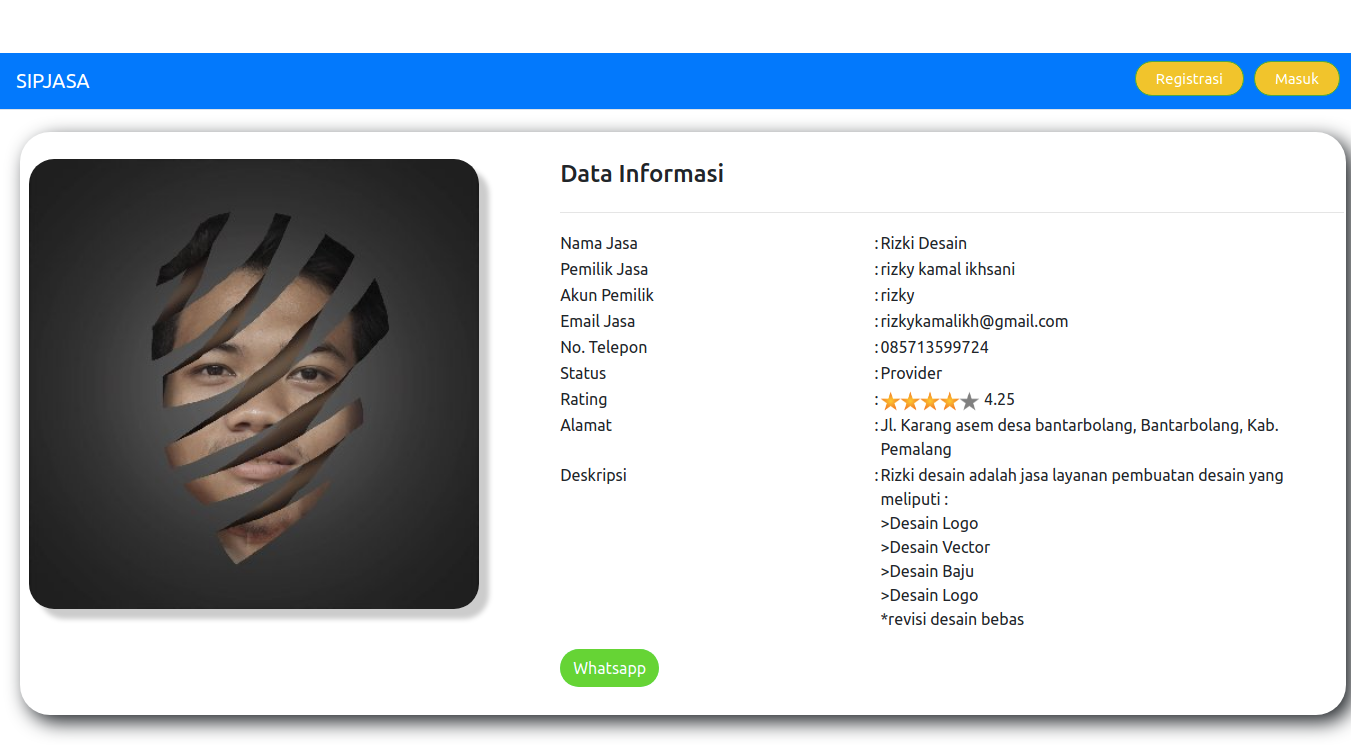 SIPJASA
Registrasi
Masuk
Data Informasi
Nama Jasa : Rizki Desain
Pemilik Jasa : rizky kamal ikhsani
Akun Pemilik : rizky
Email Jasa : rizkykamalikh@gmail.com
No. Telepon : 085713599724
Status : Provider
Rating : 4.25
Alamat : Jl. Karang asem desa bantarbolang, Bantarbolang, Kab.
Pemalang
Deskripsi : Rizki desain adalah jasa layanan pembuatan desain yang
meliputi :
>Desain Logo
>Desain Vector
>Desain Baju
>Desain Logo
*revisi desain bebas
Whatsapp